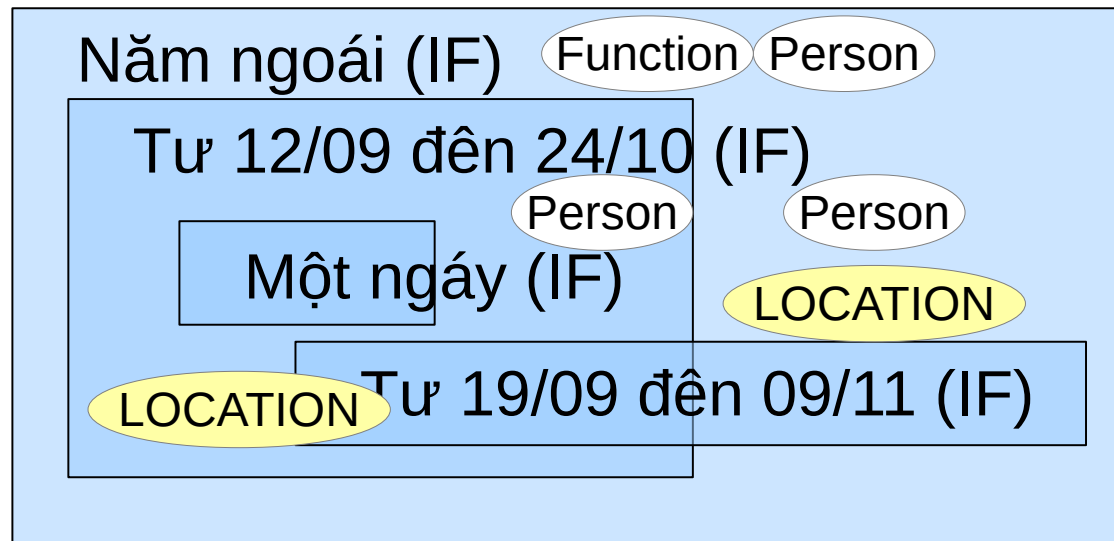 Năm ngoái (IF) Function Person
Tư 12/09 đên 24/10 (IF)
Person Person
Một ngáy (IF)
LOCATION
Tư 19/09 đên 09/11 (IF)
LOCATION